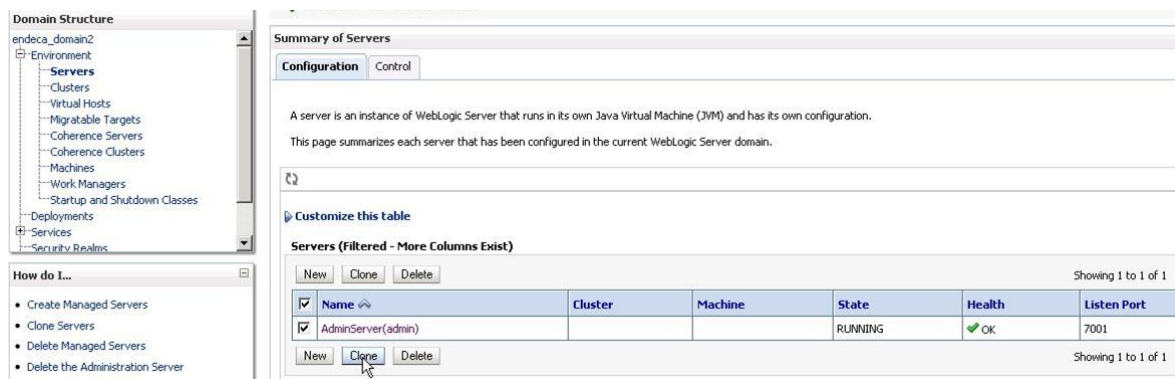 Domain Structure
endeca_domain2
Environment
Servers
Clusters
Virtual Hosts
Migratable Targets
Coherence Servers
Coherence Clusters
Machines
Work Managers
Startup and Shutdown Classes
Deployments
Services
Security Realms
How do I...
Create Managed Servers
Clone Servers
Delete Managed Servers
Delete the Administration Server
Summary of Servers
Configuration Control
A server is an instance of WebLogic Server that runs in its own Java Virtual Machine (JVM) and has its own configuration.
This page summarizes each server that has been configured in the current WebLogic Server domain.
Customize this table
Servers (Filtered - More Columns Exist)
New Clone Delete Showing 1 to 1 of 1
Name Cluster Machine State Health Listen Port
AdminServer(admin) RUNNING OK 7001
New Clone Delete Showing 1 to 1 of 1